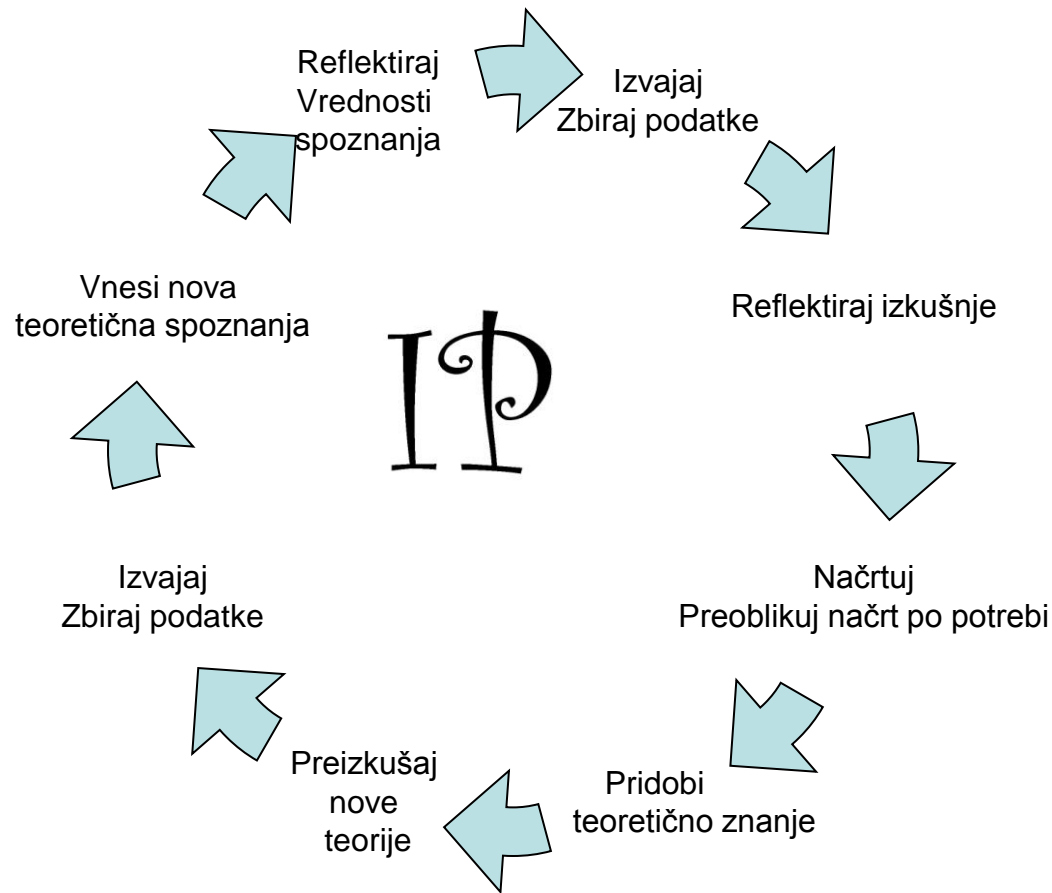 Reflektiraj
Vrednosti
spoznanja
Izvajaj
Zbiraj podatke
Reflektiraj izkušnje
Načrtuj
Preoblikuj načrt po potrebi
Pridobi
teoretično znanje
Preizkušaj
nove
teorije
Izvajaj
Zbiraj podatke
Vnesi nova
teoretična spoznanja
IP